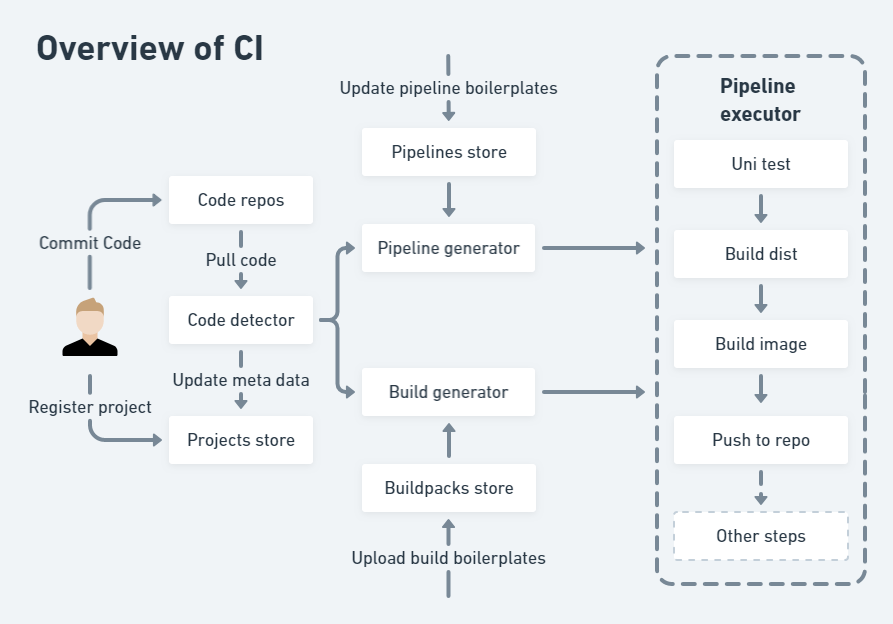 Overview of CI
Update pipeline boilerplates
Pipelines store
Code repos
Commit Code
Pull code
Pipeline generator
Code detector
Update meta data
Register project
Projects store
Build generator
Buildpacks store
Upload build boilerplates
Pipeline
executor
Uni test
Build dist
Build image
Push to repo
Other steps